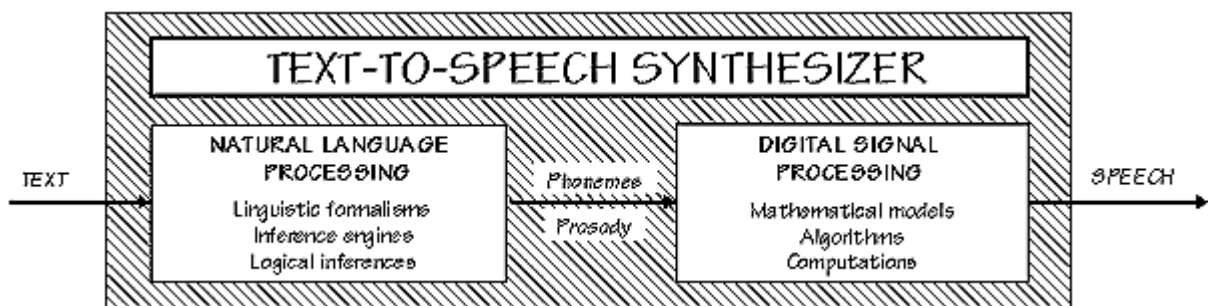 TEXT-TO-SPEECH SYNTHESIZER
NATURAL LANGUAGE
PROCESSING
Linguistic formalisms
Inference engines
Logical inferences
TEXT
Phonemes
Prosody
DIGITAL SIGNAL
PROCESSING
Mathematical models
Algorithms
Computations
SPEECH